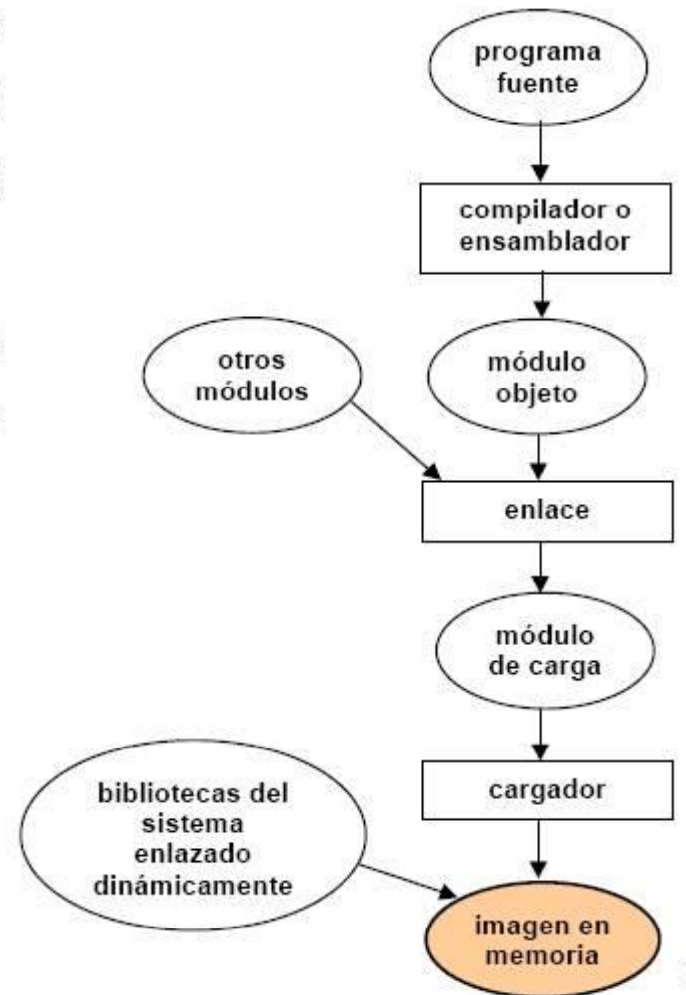 programa
fuente
compilador o
ensamblador
otros
módulos
módulo
objeto
enlace
módulo
de carga
cargador
bibliotecas del
sistema
enlazado
dinámicamente
imagen en
memoria